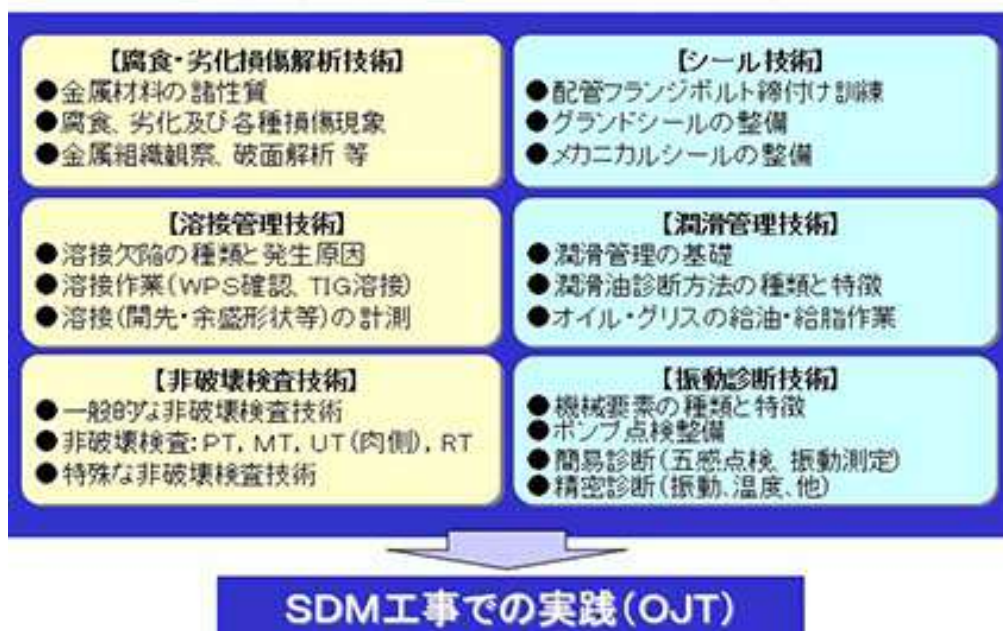 【腐食・劣化損傷解析技術】
●金属材料の諸性質
●腐食、劣化及び各種損傷現象
●金属組織観察、破面解析 等
【シール技術】
●配管フランジボルト締付け訓練
●グランドシールの整備
●メカニカルシールの整備
【溶接管理技術】
●溶接欠陥の種類と発生原因
●溶接作業(WPS確認、TIG溶接)
●溶接(開先・余盛形状等)の計測
【潤滑管理技術】
●潤滑管理の基礎
●潤滑油診断方法の種類と特徴
●オイル・グリスの給油・給脂作業
【非破壊検査技術】
●一般的な非破壊検査技術
●非破壊検査:PT, MT, UT(肉側), RT
●特殊な非破壊検査技術
【振動診断技術】
●機械要素の種類と特徴
●ポンプ点検整備
●簡易診断(五感点検、振動測定)
●精密診断(振動、温度、他)
SDM工事での実践(OJT)